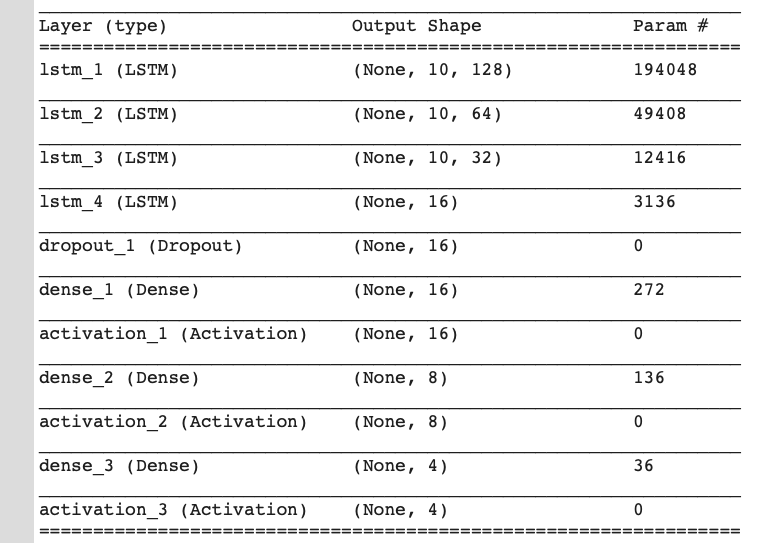 Layer (type) Output Shape Param #
=================================================================
lstm_1 (LSTM) (None, 10, 128) 194048
lstm_2 (LSTM) (None, 10, 64) 49408
lstm_3 (LSTM) (None, 10, 32) 12416
lstm_4 (LSTM) (None, 16) 3136
dropout_1 (Dropout) (None, 16) 0
dense_1 (Dense) (None, 16) 272
activation_1 (Activation) (None, 16) 0
dense_2 (Dense) (None, 8) 136
activation_2 (Activation) (None, 8) 0
dense_3 (Dense) (None, 4) 36
activation_3 (Activation) (None, 4) 0
=================================================================